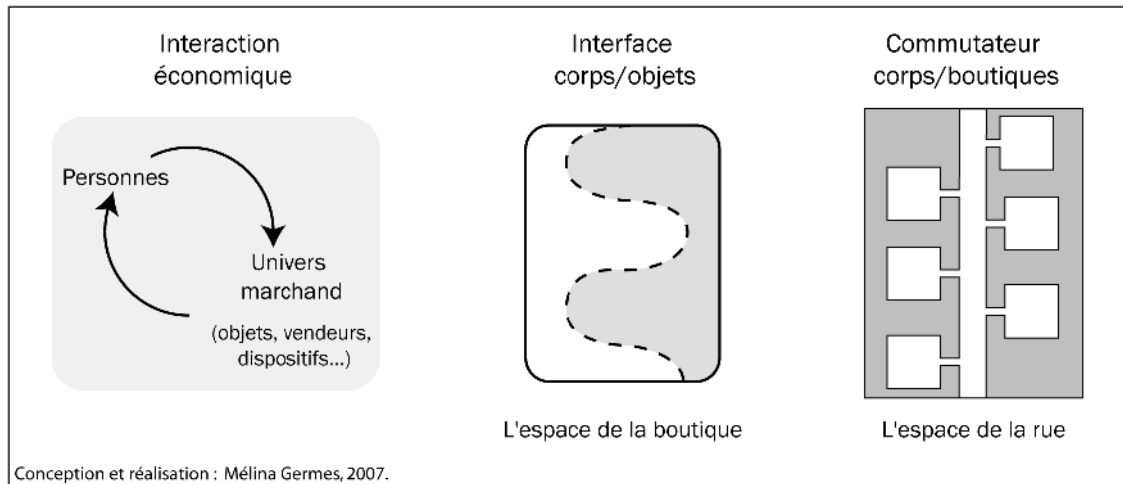 Interaction
économique
Interface
corps/objets
Commutateur
corps/boutiques
Personnes
Univers
marchand
(objets, vendeurs,
dispositifs...)
L'espace de la boutique
L'espace de la rue
Conception et réalisation : Mélina Germes, 2007.